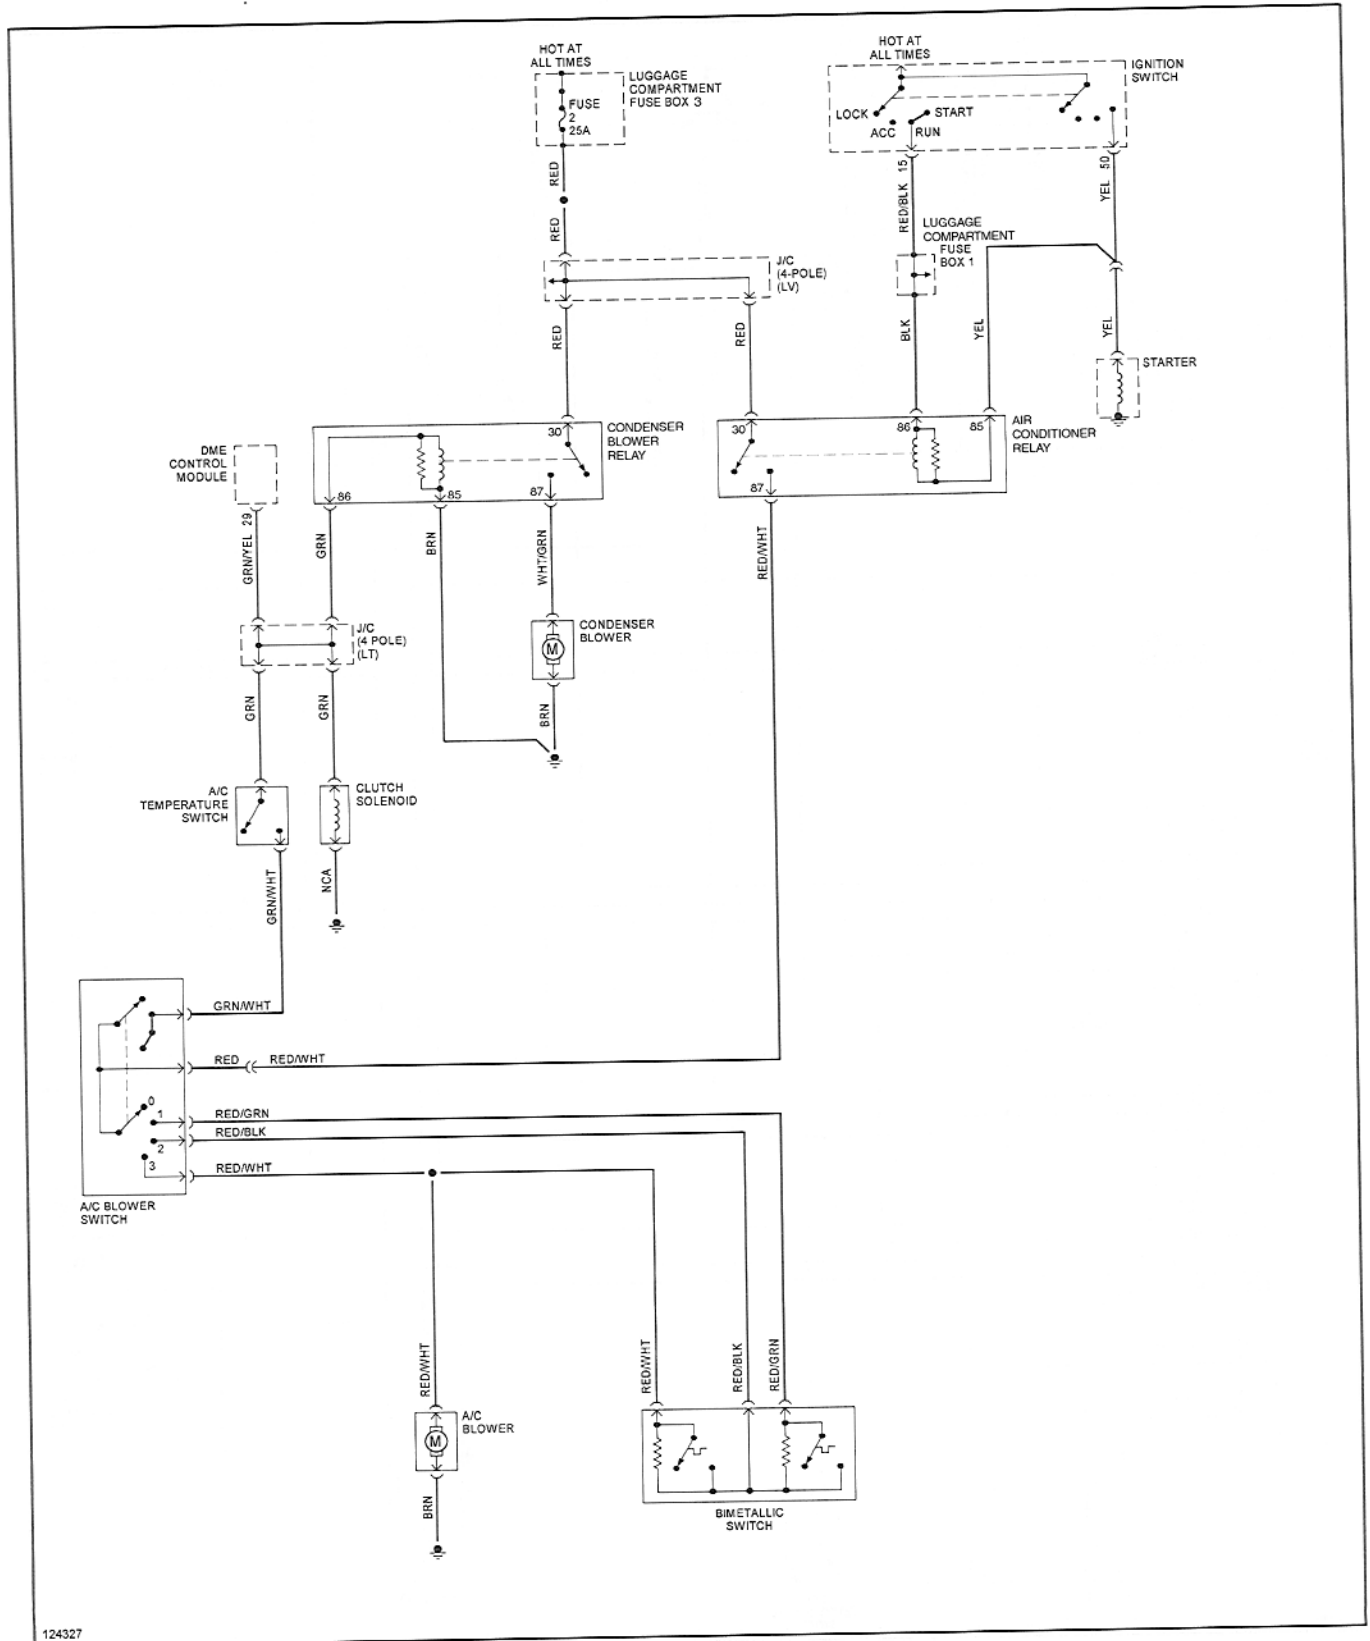 HOT AT
ALL TIMES
LUGGAGE
COMPARTMENT
FUSE BOX 3
FUSE
2
25A
HOT AT
ALL TIMES
IGNITION
SWITCH
LOCK
ACC
START
RUN
RED
RED
15
RED/BLK
50
YEL
LUGGAGE
COMPARTMENT
FUSE
BOX 1
J/C
(4-POLE)
(LV)
RED
RED
BLK
YEL
YEL
STARTER
30
CONDENSER
BLOWER
RELAY
86
85
87
30
86
85
87
AIR
CONDITIONER
RELAY
DME
CONTROL
MODULE
29
GRN/YEL
GRN
BRN
WHT/GRN
RED/WHT
J/C
(4 POLE)
(LT)
CONDENSER
BLOWER
M
GRN
GRN
BRN
A/C
TEMPERATURE
SWITCH
CLUTCH
SOLENOID
GRN/WHT
NCA
GRN/WHT
RED
RED/WHT
0
1
2
3
RED/GRN
RED/BLK
RED/WHT
A/C BLOWER
SWITCH
RED/WHT
RED/WHT
RED/BLK
RED/GRN
A/C
BLOWER
M
BRN
BIMETALLIC
SWITCH
124327